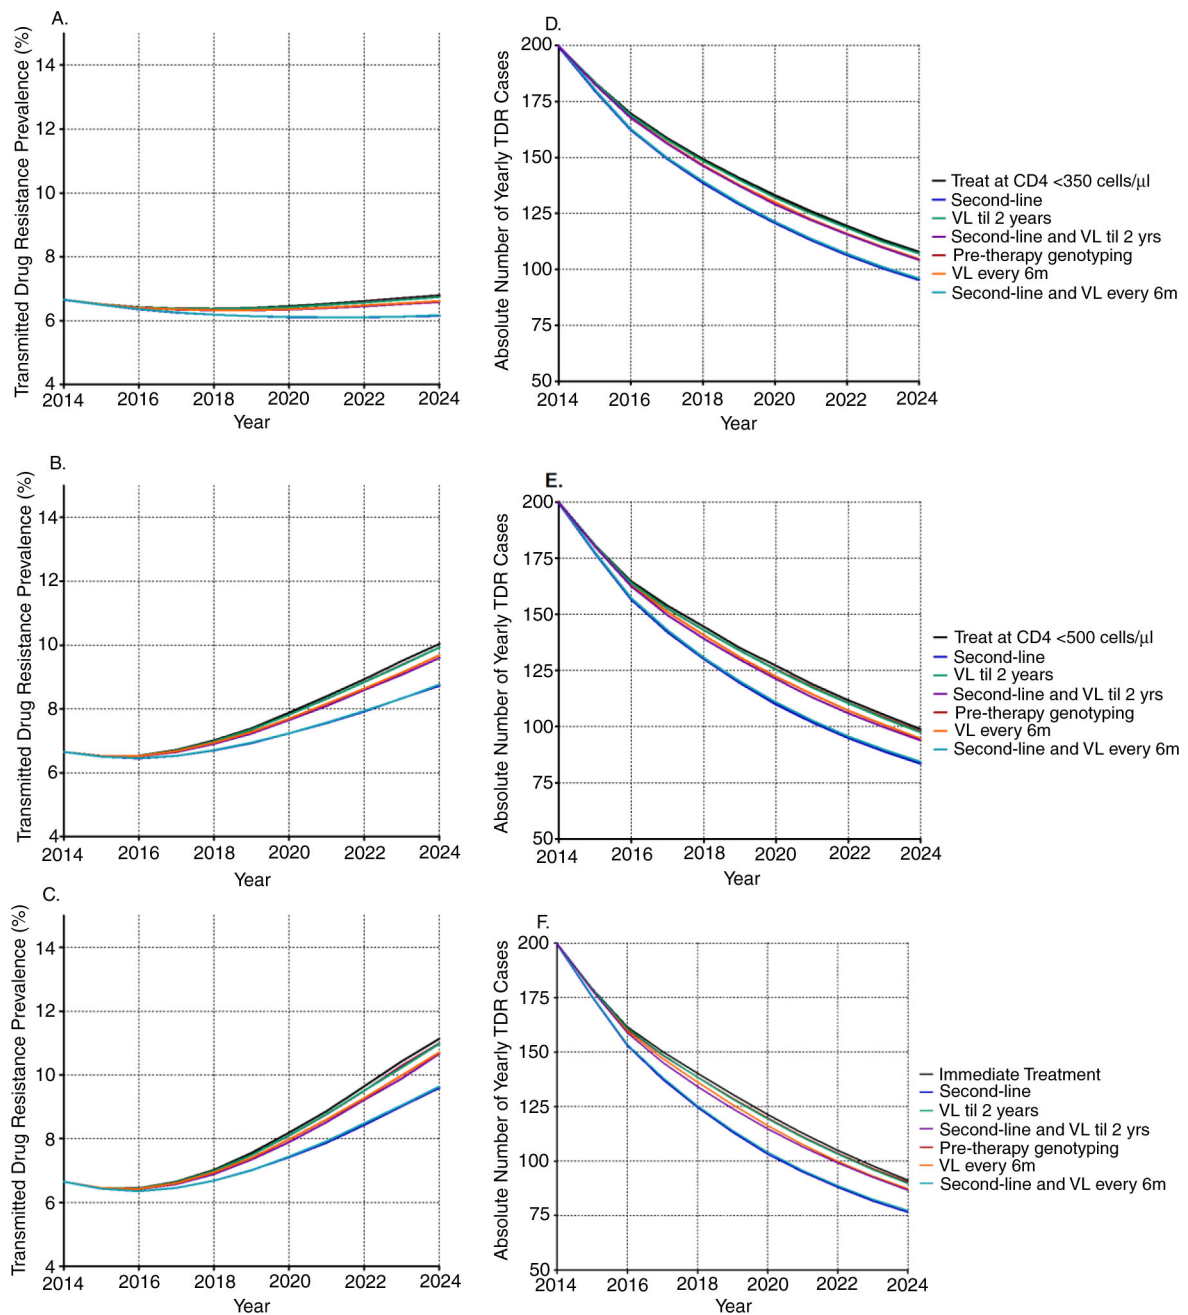 A.
Transmitted Drug Resistance Prevalence (%)
14
12
10
8
6
4
2014 2016 2018 2020 2022 2024
Year
D.
Absolute Number of Yearly TDR Cases
200
175
150
125
100
75
50
2014 2016 2018 2020 2022 2024
Year
Treat at CD4 <350 cells/µl
Second-line
VL til 2 years
Second-line and VL til 2 yrs
Pre-therapy genotyping
VL every 6m
Second-line and VL every 6m
B.
Transmitted Drug Resistance Prevalence (%)
14
12
10
8
6
4
2014 2016 2018 2020 2022 2024
Year
E.
Absolute Number of Yearly TDR Cases
200
175
150
125
100
75
50
2014 2016 2018 2020 2022 2024
Year
Treat at CD4 <500 cells/µl
Second-line
VL til 2 years
Second-line and VL til 2 yrs
Pre-therapy genotyping
VL every 6m
Second-line and VL every 6m
C.
Transmitted Drug Resistance Prevalence (%)
14
12
10
8
6
4
2014 2016 2018 2020 2022 2024
Year
F.
Absolute Number of Yearly TDR Cases
200
175
150
125
100
75
50
2014 2016 2018 2020 2022 2024
Year
Immediate Treatment
Second-line
VL til 2 years
Second-line and VL til 2 yrs
Pre-therapy genotyping
VL every 6m
Second-line and VL every 6m